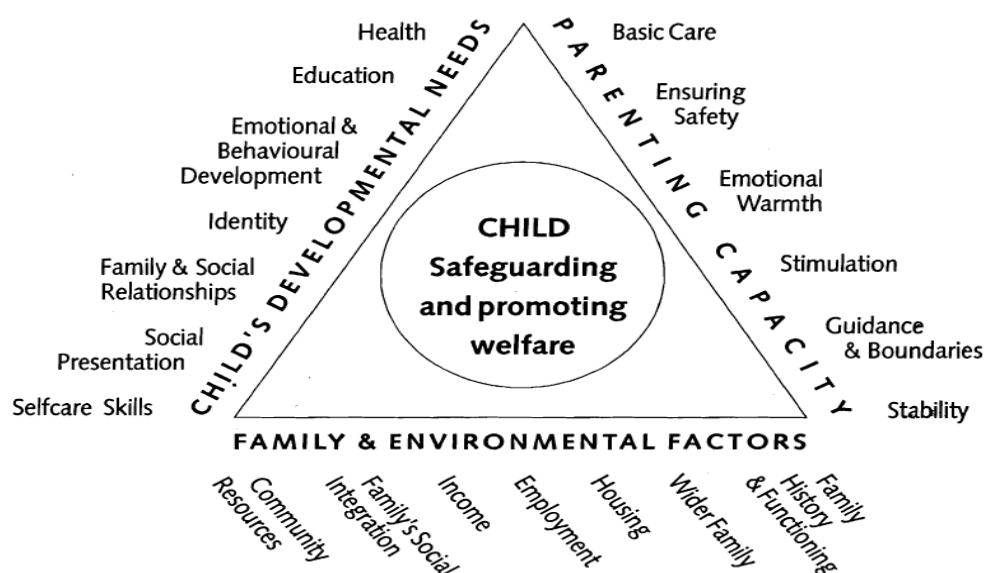 Health
Education
Emotional &
Behavioural
Development
Identity
Family & Social
Relationships
Social
Presentation
Selfcare Skills
CHILD'S DEVELOPMENTAL NEEDS
PARENTING CAPACITY
Basic Care
Ensuring
Safety
Emotional
Warmth
Stimulation
Guidance
& Boundaries
Stability
CHILD
Safeguarding
and promoting
welfare
FAMILY & ENVIRONMENTAL FACTORS
Community
Resources
Family's Social
Integration
Income
Employment
Housing
Wider Family
Family
History
& Functioning